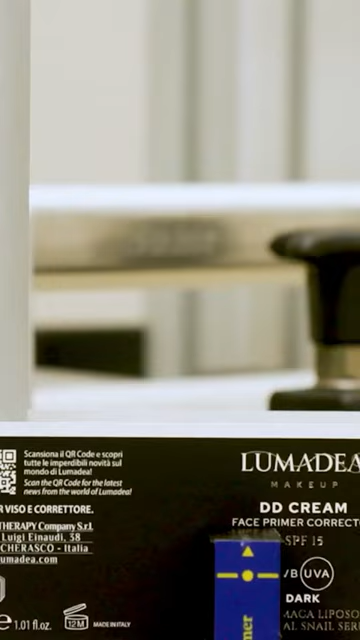 Scansiona il QR Code e scopri
tutte le imperdibili novità sul
mondo di Lumadea!
Scan the QR Code for the latest
news from the world of Lumadea!
R VISO E CORRETTORE.
THERAPY Company S.r.l.
Luigi Einaudi, 38
CHERASCO - Italia
umadea.com
e 1.01 fl.oz.
12M
MADE IN ITALY
LUMADEA
MAKEUP
DD CREAM
FACE PRIMER CORRECTO
SPF 15
/B UVA
DARK
MACA LIPOSO
AL SNAIL SER
mer